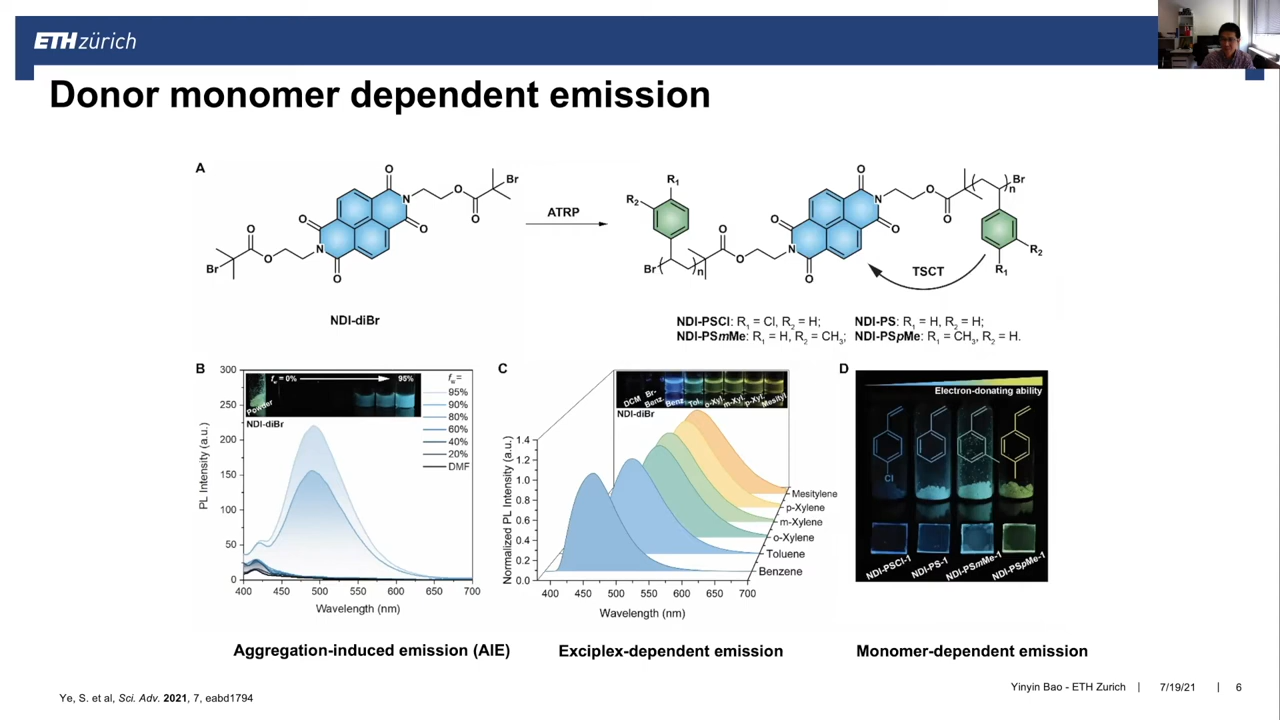 ETH zürich
Donor monomer dependent emission
A
O
Br
N
O
O
O
O
O
O
N
O
O
Br
O
NDI-diBr
ATRP
R1
R2
Br
n
O
O
N
O
O
O
O
N
O
O
Br
n
R2
R1
TSCT
NDI-PSCl: R1 = Cl, R2 = H; NDI-PS: R1 = H, R2 = H;
NDI-PSmMe: R1 = H, R2 = CH3; NDI-PSpMe: R1 = CH3, R2 = H.
B
PL Intensity (a.u.)
300
250
200
150
100
50
0
400 450 500 550 600 650 700
Wavelength (nm)
fw= 0% 95%
Powder
NDI-diBr
fw=
95%
90%
80%
60%
40%
20%
DMF
Aggregation-induced emission (AIE)
C
Normalized PL Intensity (a.u.)
1.4
1.2
1.0
0.8
0.6
0.4
0.2
0.0
400 450 500 550 600 650 700
Wavelength (nm)
DCM Br-Benz. Benz. Tol. o-Xyl. m-Xyl. p-Xyl. Mesityl.
NDI-diBr
Mesitylene
p-Xylene
m-Xylene
o-Xylene
Toluene
Benzene
Exciplex-dependent emission
D
Electron-donating ability
Cl
NDI-PSCl-1 NDI-PS-1 NDI-PSmMe-1 NDI-PSpMe-1
Monomer-dependent emission
Ye, S. et al, Sci. Adv. 2021, 7, eabd1794
Yinyin Bao - ETH Zurich | 7/19/21 | 6